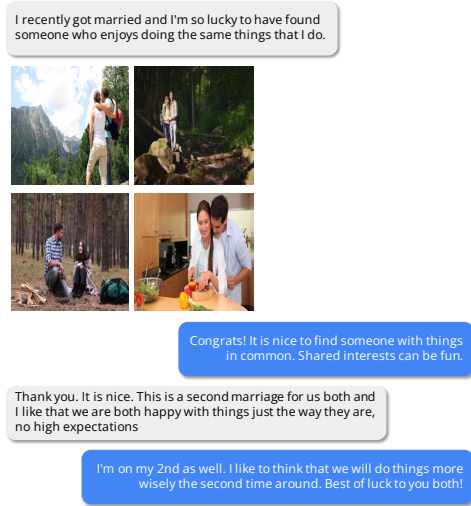 I recently got married and I'm so lucky to have found
someone who enjoys doing the same things that I do.
Congrats! It is nice to find someone with things
in common. Shared interests can be fun.
Thank you. It is nice. This is a second marriage for us both and
I like that we are both happy with things just the way they are,
no high expectations
I'm on my 2nd as well. I like to think that we will do things more
wisely the second time around. Best of luck to you both!